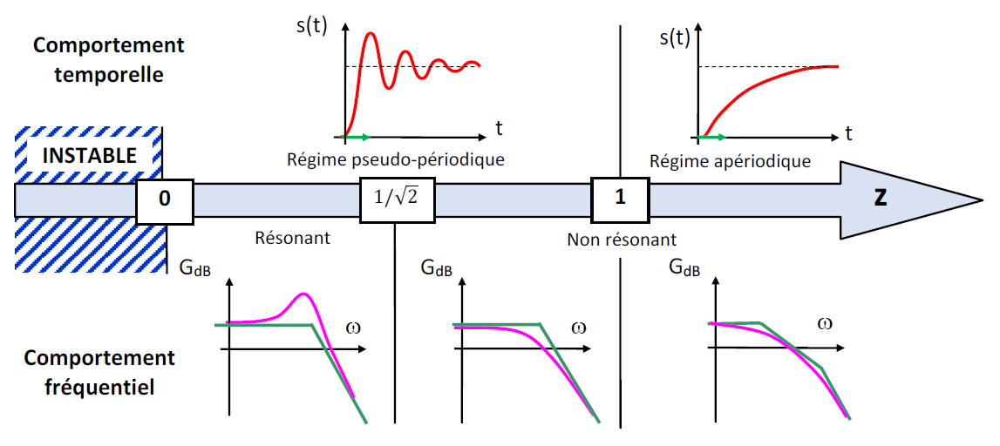 Comportement
temporelle
s(t)
t
Régime pseudo-périodique
s(t)
t
Régime apériodique
INSTABLE
0
1/√2
1
z
Résonant
Non résonant
Comportement
fréquentiel
GdB
ω
GdB
ω
GdB
ω